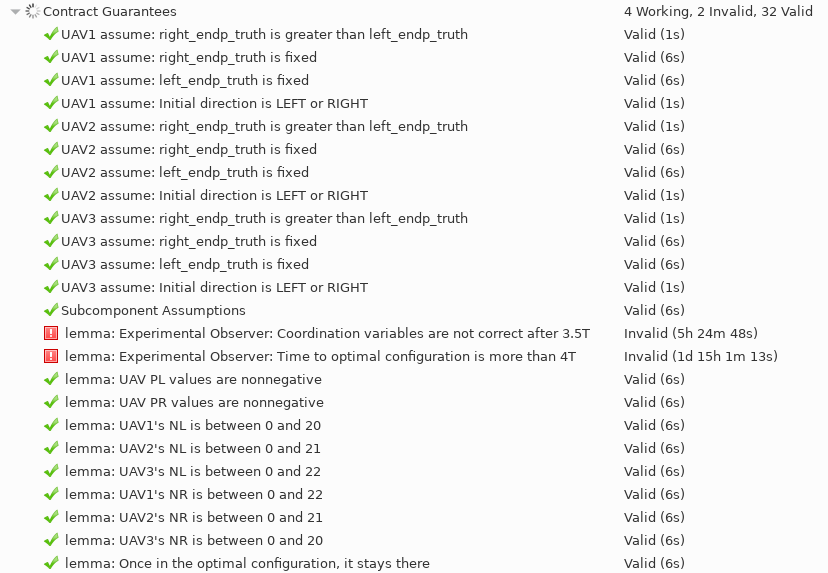 Contract Guarantees 4 Working, 2 Invalid, 32 Valid
UAV1 assume: right_endp_truth is greater than left_endp_truth Valid (1s)
UAV1 assume: right_endp_truth is fixed Valid (6s)
UAV1 assume: left_endp_truth is fixed Valid (6s)
UAV1 assume: Initial direction is LEFT or RIGHT Valid (1s)
UAV2 assume: right_endp_truth is greater than left_endp_truth Valid (1s)
UAV2 assume: right_endp_truth is fixed Valid (6s)
UAV2 assume: left_endp_truth is fixed Valid (6s)
UAV2 assume: Initial direction is LEFT or RIGHT Valid (1s)
UAV3 assume: right_endp_truth is greater than left_endp_truth Valid (1s)
UAV3 assume: right_endp_truth is fixed Valid (6s)
UAV3 assume: left_endp_truth is fixed Valid (6s)
UAV3 assume: Initial direction is LEFT or RIGHT Valid (1s)
Subcomponent Assumptions Valid (6s)
lemma: Experimental Observer: Coordination variables are not correct after 3.5T Invalid (5h 24m 48s)
lemma: Experimental Observer: Time to optimal configuration is more than 4T Invalid (1d 15h 1m 13s)
lemma: UAV PL values are nonnegative Valid (6s)
lemma: UAV PR values are nonnegative Valid (6s)
lemma: UAV1's NL is between 0 and 20 Valid (6s)
lemma: UAV2's NL is between 0 and 21 Valid (6s)
lemma: UAV3's NL is between 0 and 22 Valid (6s)
lemma: UAV1's NR is between 0 and 22 Valid (6s)
lemma: UAV2's NR is between 0 and 21 Valid (6s)
lemma: UAV3's NR is between 0 and 20 Valid (6s)
lemma: Once in the optimal configuration, it stays there Valid (6s)